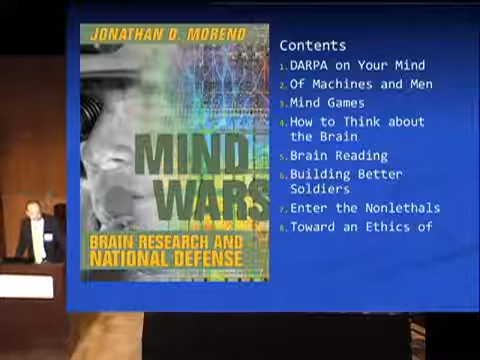 JONATHAN D. MORENO
MIND
WARS
BRAIN RESEARCH AND
NATIONAL DEFENSE
Contents
1. DARPA on Your Mind
2. Of Machines and Men
3. Mind Games
4. How to Think about
the Brain
5. Brain Reading
6. Building Better
Soldiers
7. Enter the Nonlethals
8. Toward an Ethics of